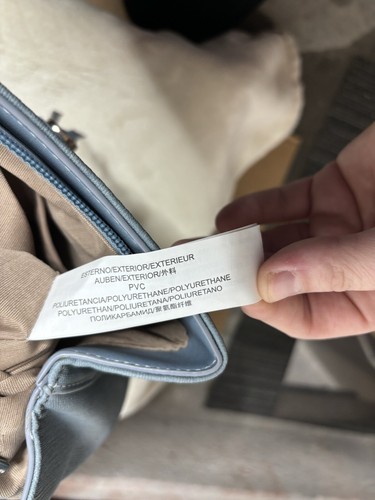 ESTERNO/EXTERIOR/EXTERIEUR
AUBEN/EXTERIOR/外料
PVC
POLIURETANCIA/POLYURETHANE/POLYURETHANE
POLYURETHAN/POLIURETANA/POLIURETANO
ПОЛИКАРБАМИД/聚氨酯纤维